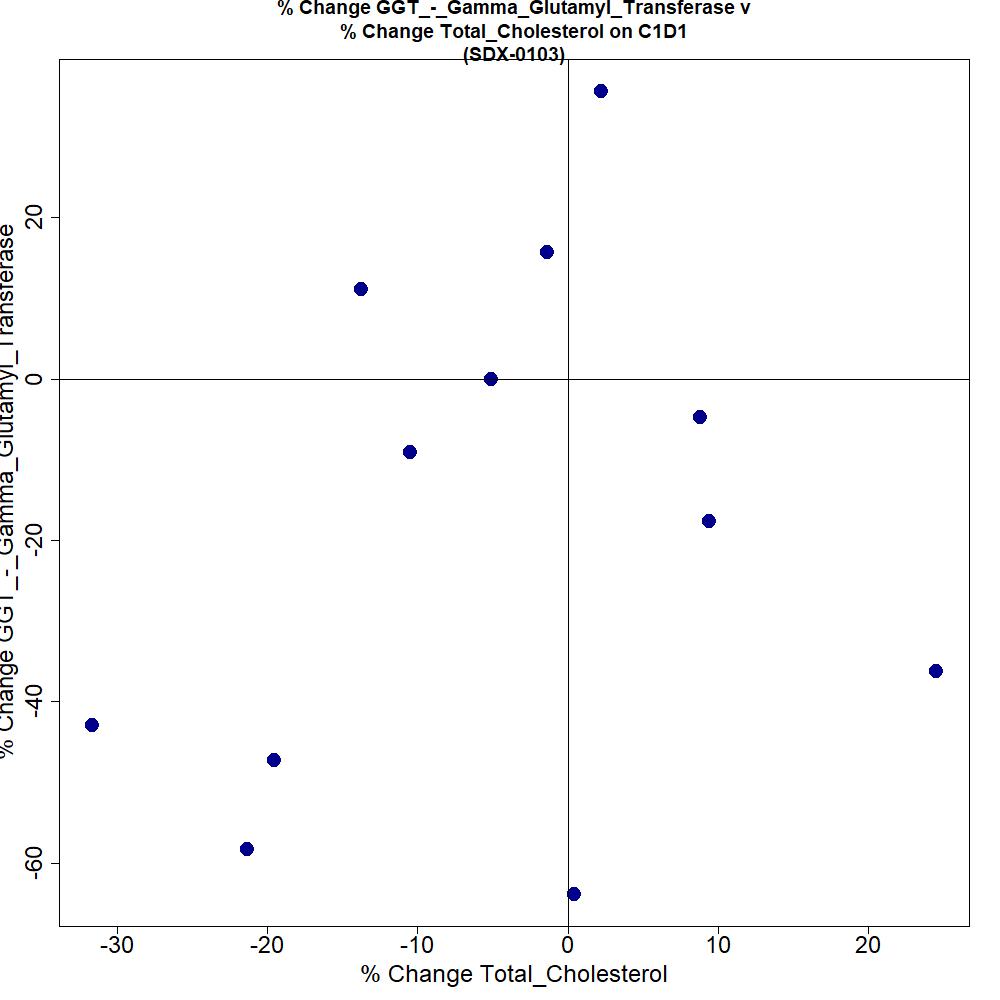 % Change GGT_-_Gamma_Glutamyl_Transferase v
% Change Total_Cholesterol on C1D1
(SDX-0103)
% Change GGT_-_Gamma_Glutamyl_Transferase
20
0
-20
-40
-60
-30
-20
-10
0
10
20
% Change Total_Cholesterol